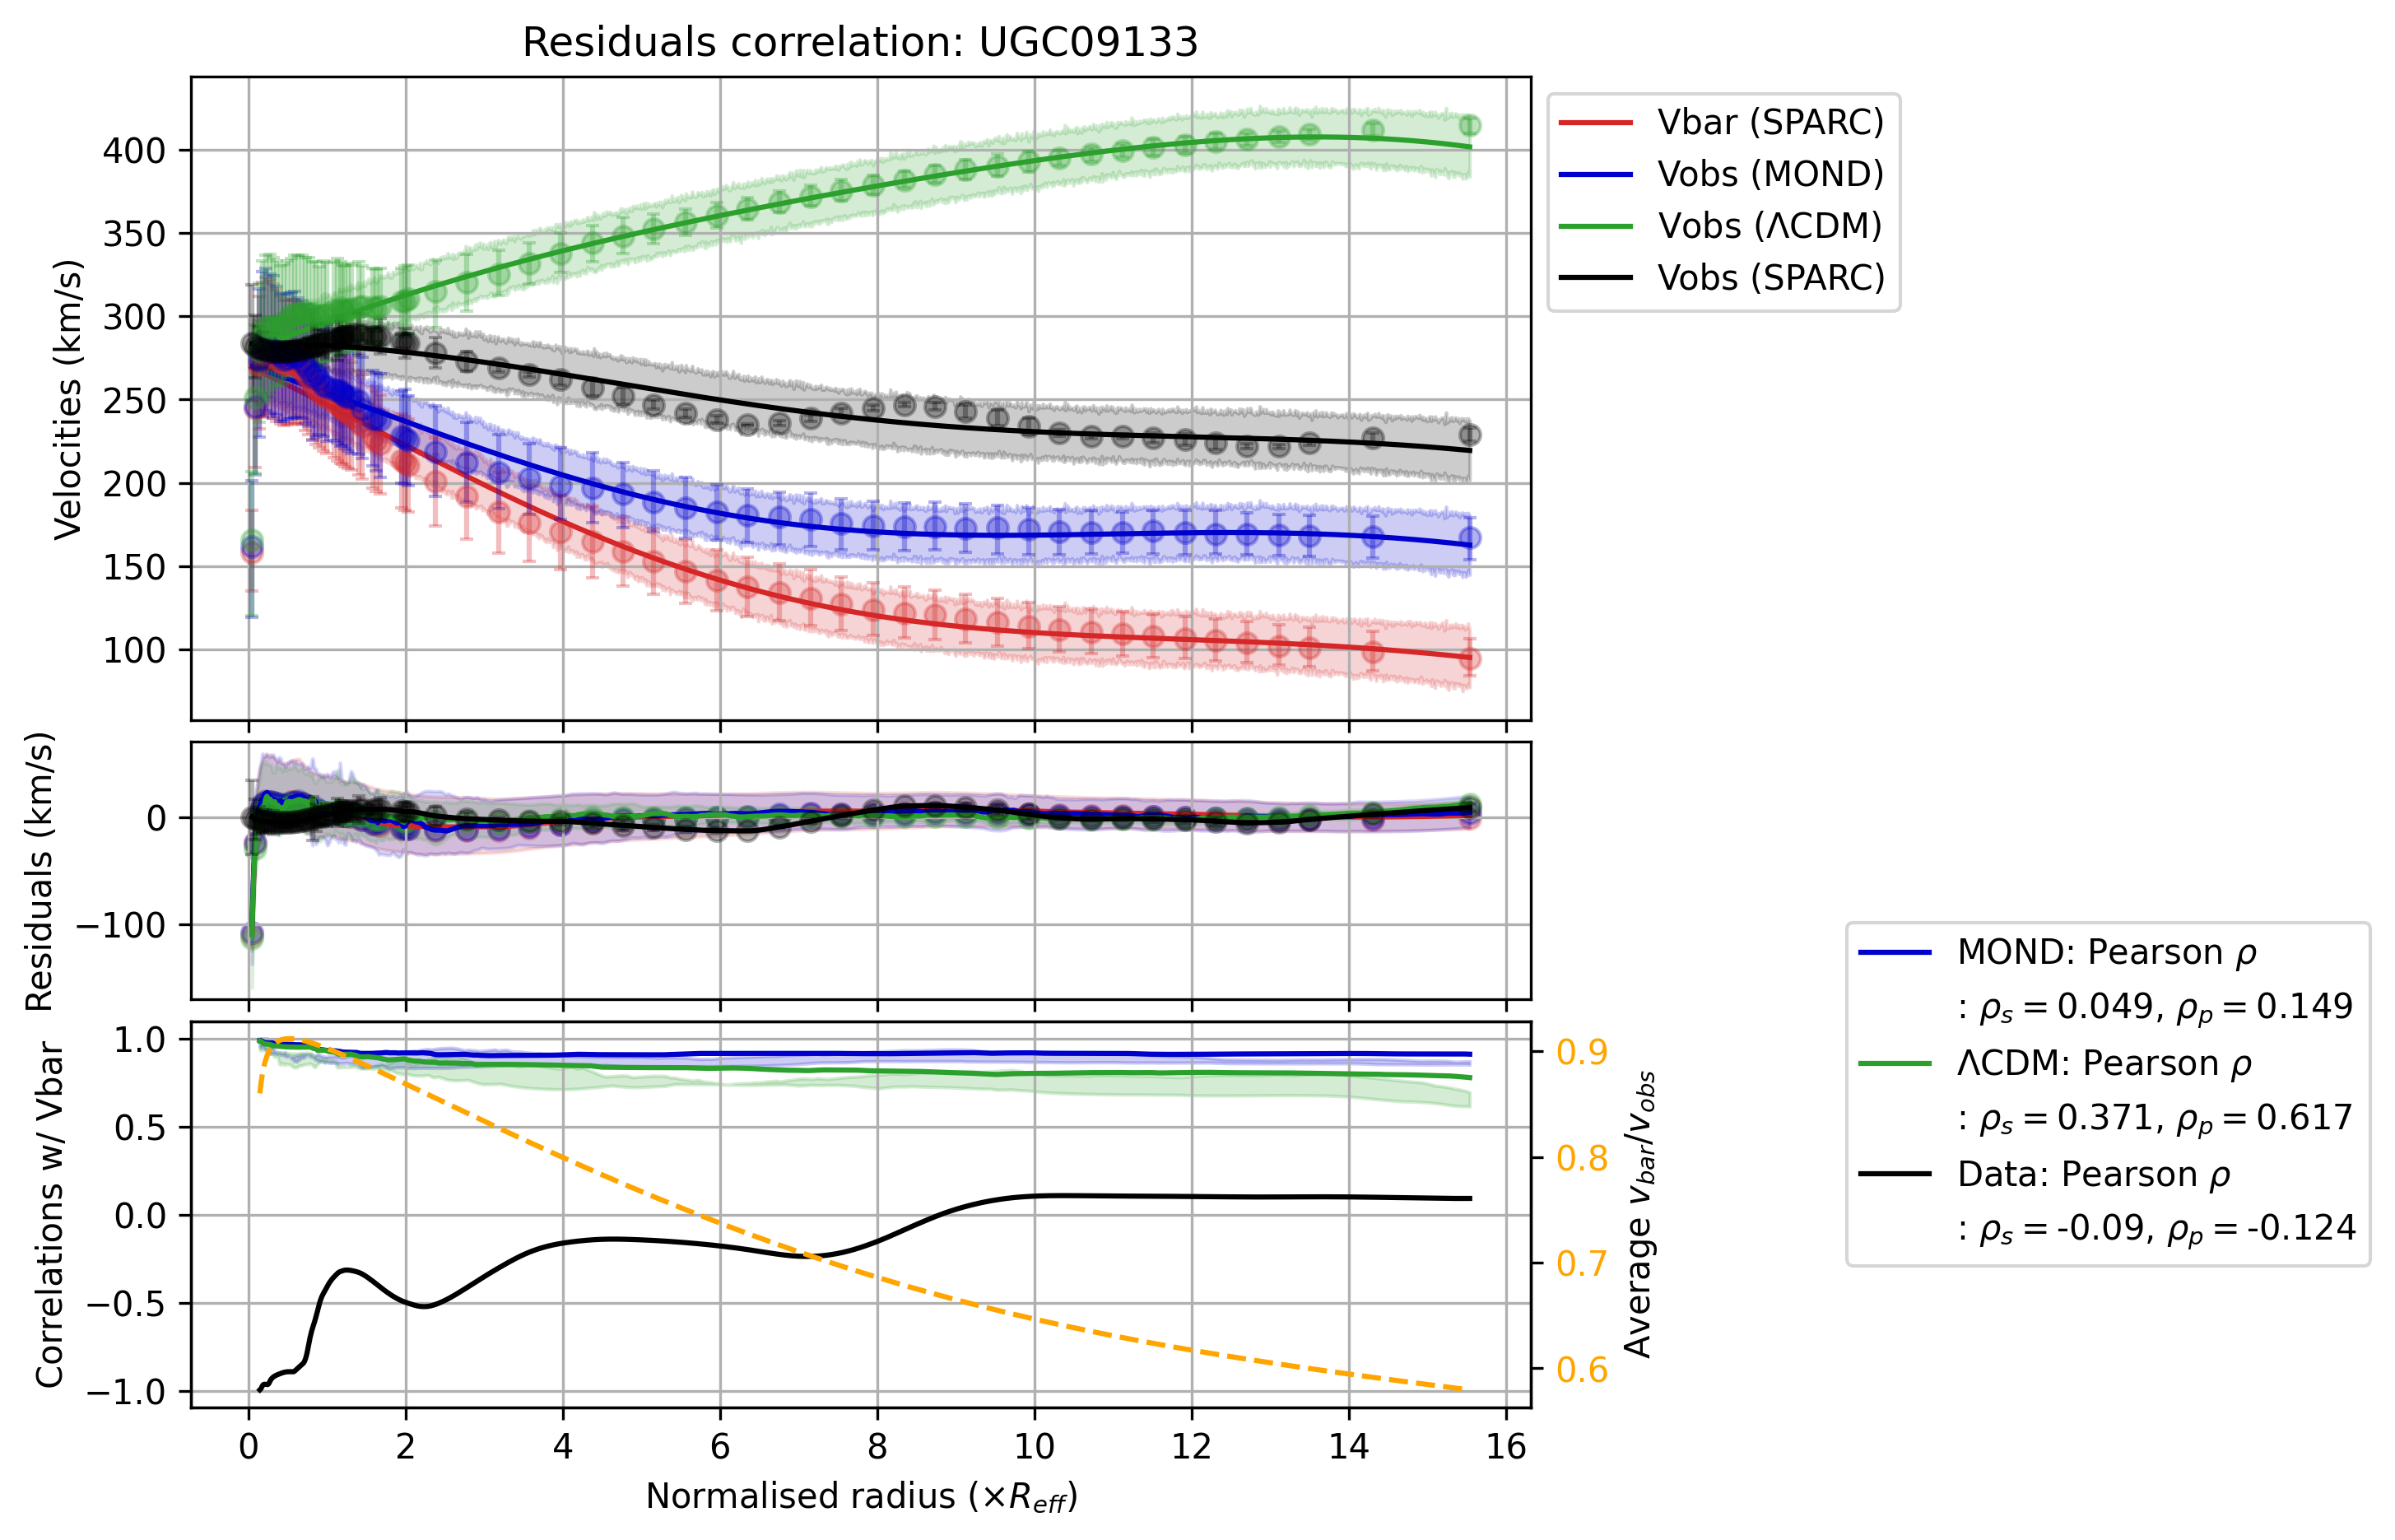 Residuals correlation: UGC09133
Velocities (km/s)
400
350
300
250
200
150
100
Vbar (SPARC)
Vobs (MOND)
Vobs (ΛCDM)
Vobs (SPARC)
Residuals (km/s)
0
−100
Correlations w/ Vbar
1.0
0.5
0.0
−0.5
−1.0
0.9
0.8
0.7
0.6
Average v_bar/v_obs
MOND: Pearson ρ
: ρ_s = 0.049, ρ_p = 0.149
ΛCDM: Pearson ρ
: ρ_s = 0.371, ρ_p = 0.617
Data: Pearson ρ
: ρ_s = -0.09, ρ_p = -0.124
0 2 4 6 8 10 12 14 16
Normalised radius (×R_eff)